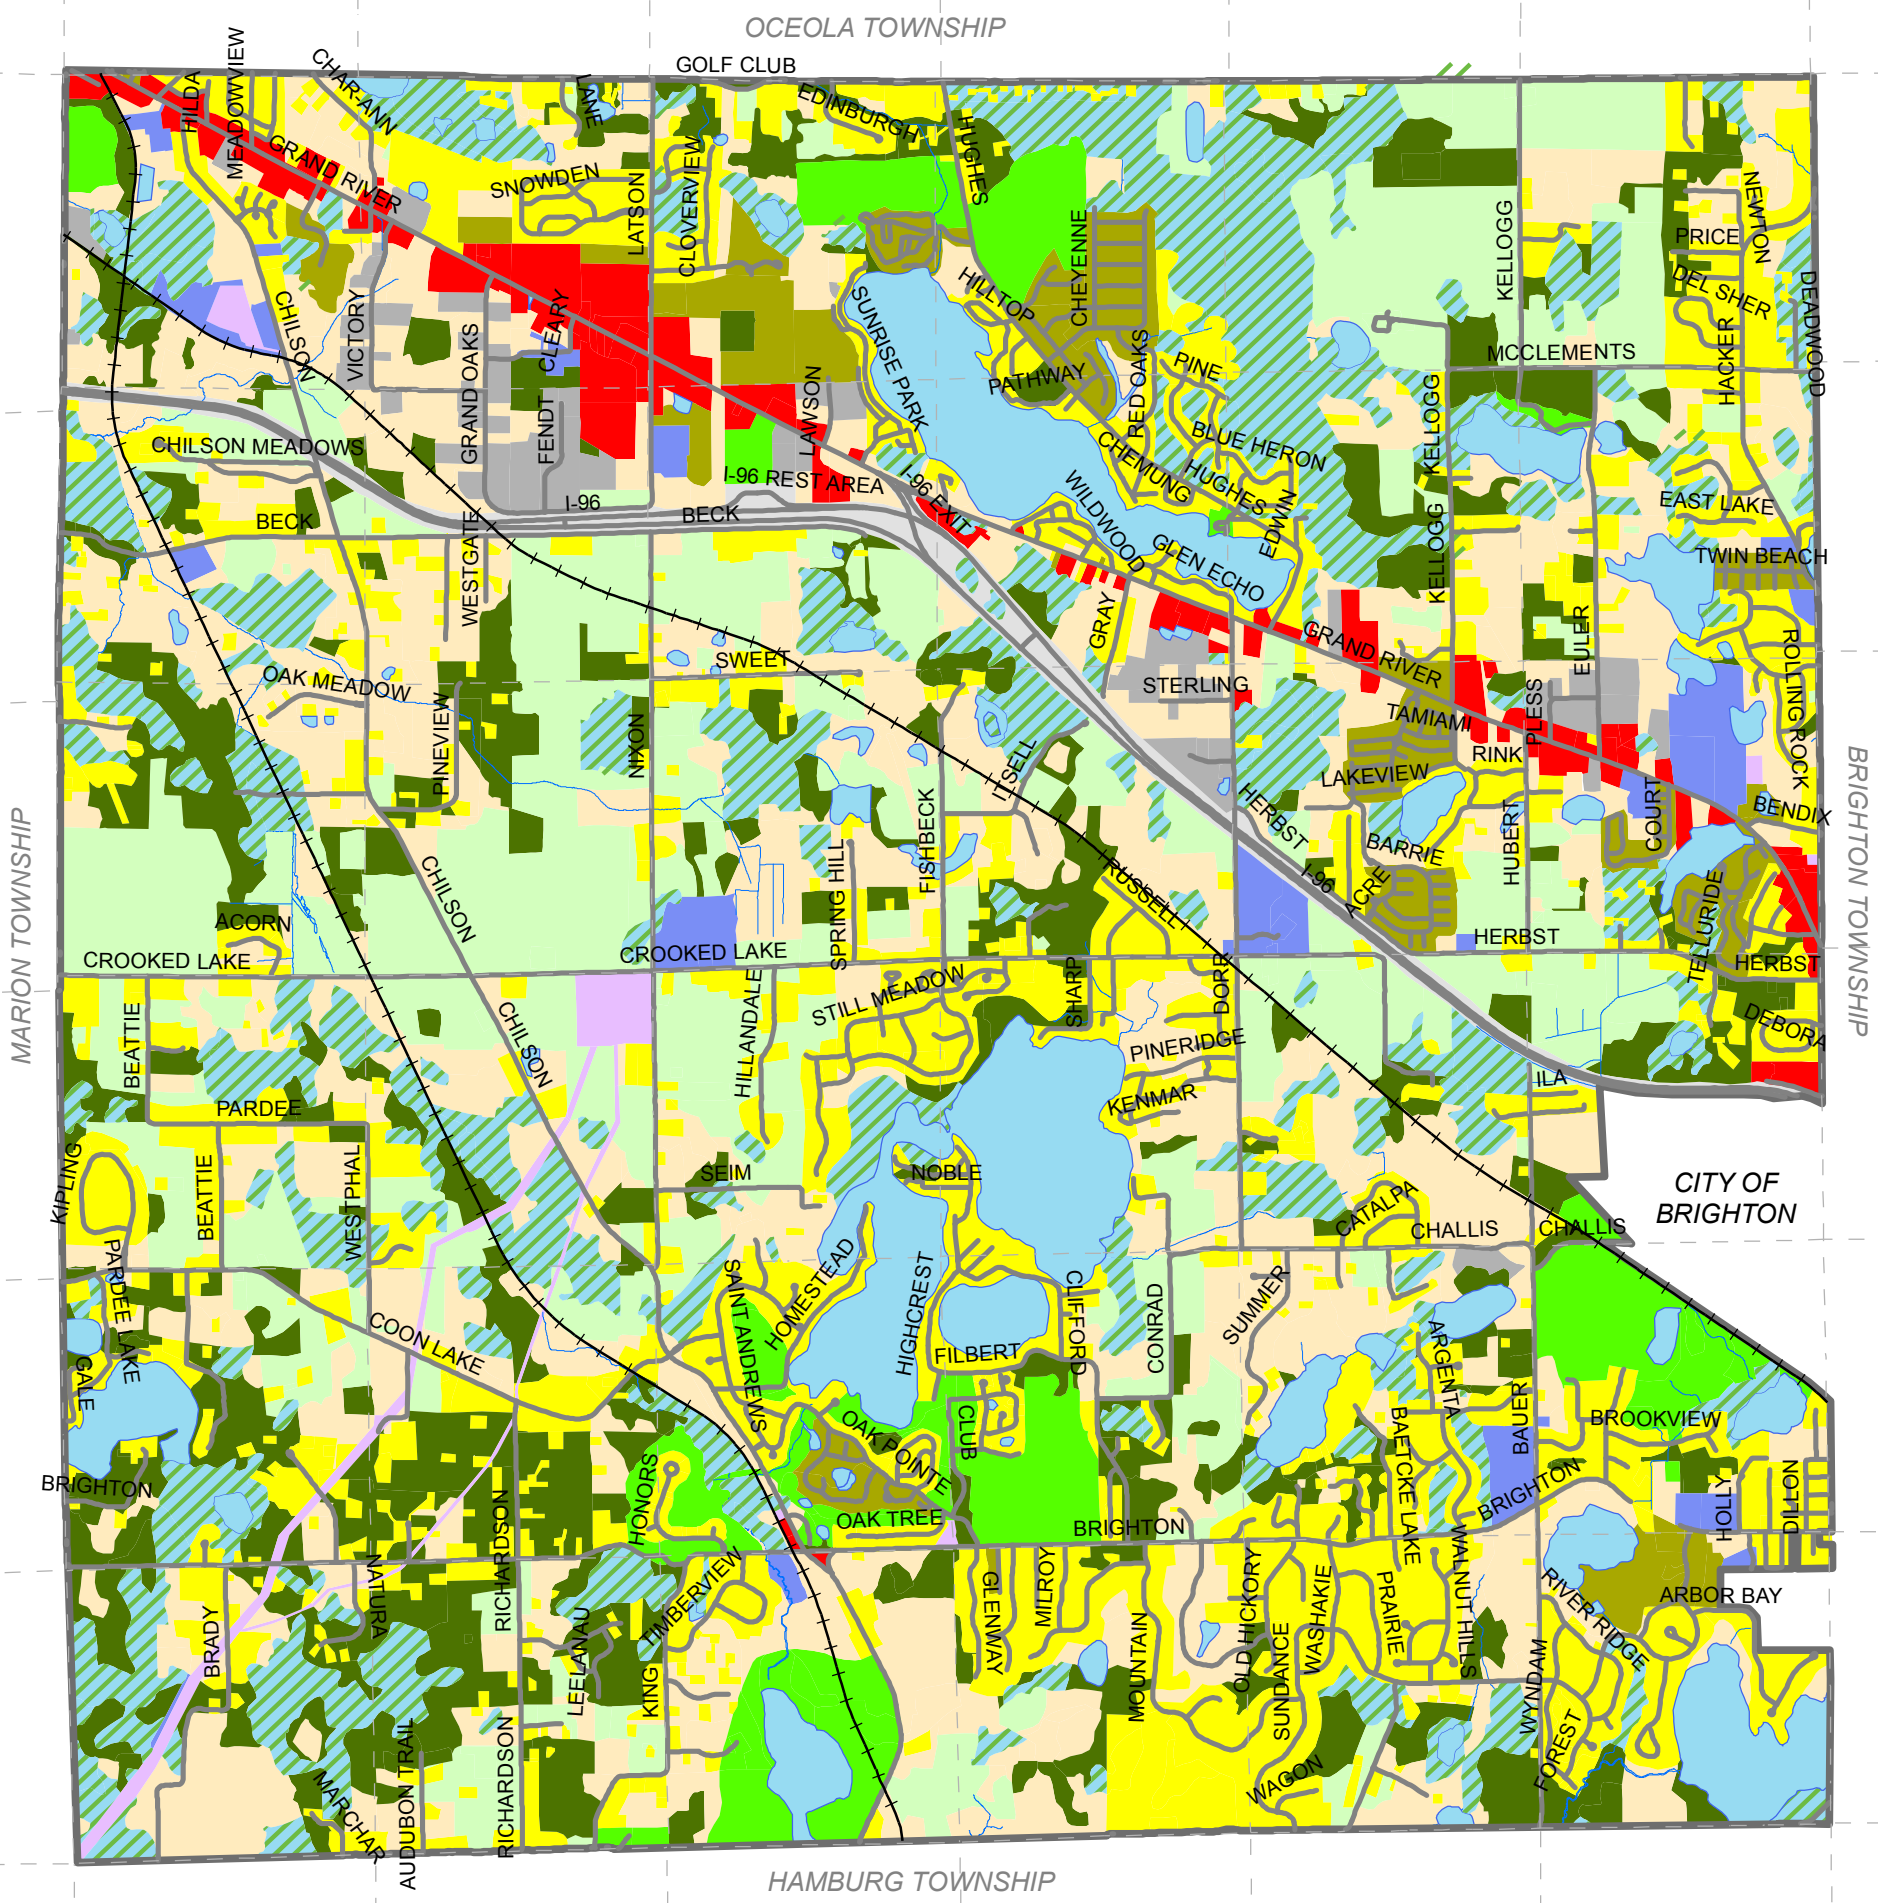 OCEOLA TOWNSHIP
GOLF CLUB
HILDA
MEADOWVIEW
CHAR-ANN
LANE
EDINBURGH
HUGHES
GRAND RIVER
SNOWDEN
LATSON
CLOVERVIEW
CHEYENNE
KELLOGG
NEWTON
PRICE
DEL SHER
DEADWOOD
HILLTOP
CHILSON
VICTORY
GRAND OAKS
CLEARY
SUNRISE PARK
PATHWAY
RED OAKS
PINE
MCCLEMENTS
HACKER
FENDT
LAWSON
KELLOGG
BLUE HERON
CHEMUNG
HUGHES
CHILSON MEADOWS
I-96 REST AREA
I-96 EXIT
I-96
BECK
BECK
WESTGATE
WILDWOOD
EDWIN
GLEN ECHO
KELLOGG
EAST LAKE
TWIN BEACH
GRAY
GRAND RIVER
EULER
ROLLING ROCK
SWEET
OAK MEADOW
PINEVIEW
NIXON
STERLING
TAMIAMI
PLESS
RINK
LAKEVIEW
FISHBECK
HERBST
HUBERT
COURT
BENDIX
BARRIE
MARION TOWNSHIP
BRIGHTON TOWNSHIP
CHILSON
SPRING HILL
RUSSELL
I-96
ACRE
TELLURIDE
ACORN
CROOKED LAKE
CROOKED LAKE
HERBST
HERBST
BEATTIE
CHILSON
HILLANDALE
STILL MEADOW
SHARP
DORR
DEBORA
PINERIDGE
KENMAR
ILA
PARDEE
KIPLING
BEATTIE
WESTPHAL
SEIM
NOBLE
CATALPA
CHALLIS
CHALLIS
CITY OF
BRIGHTON
PARDEE LAKE
GALE
COON LAKE
SAINT ANDREWS
HOMESTEAD
HIGHCREST
FILBERT
CLIFFORD
CONRAD
SUMMER
ARGENTA
BAUER
BROOKVIEW
BRIGHTON
HONORS
RICHARDSON
OAK POINTE
CLUB
OAK TREE
BRIGHTON
BAETCKE LAKE
BRIGHTON
HOLLY
DILLON
NATURA
BRADY
TIMBERVIEW
LEELANAU
KING
GLENWAY
MILROY
MOUNTAIN
OLD HICKORY
SUNDANCE
WASHAKIE
PRAIRIE
WALNUT HILLS
WYNDAM
RIVER RIDGE
ARBOR BAY
FOREST
WAGON
MARCHAR
AUDUBON TRAIL
RICHARDSON
HAMBURG TOWNSHIP